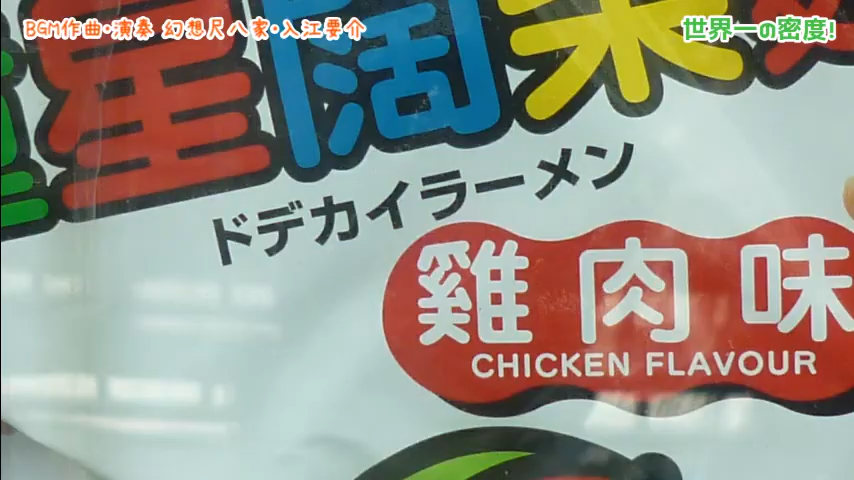 BGM作曲・演奏 幻想尺八家・入江要介
世界一の密度!
星闊
ドデカイラーメン
雞肉味
CHICKEN FLAVOUR